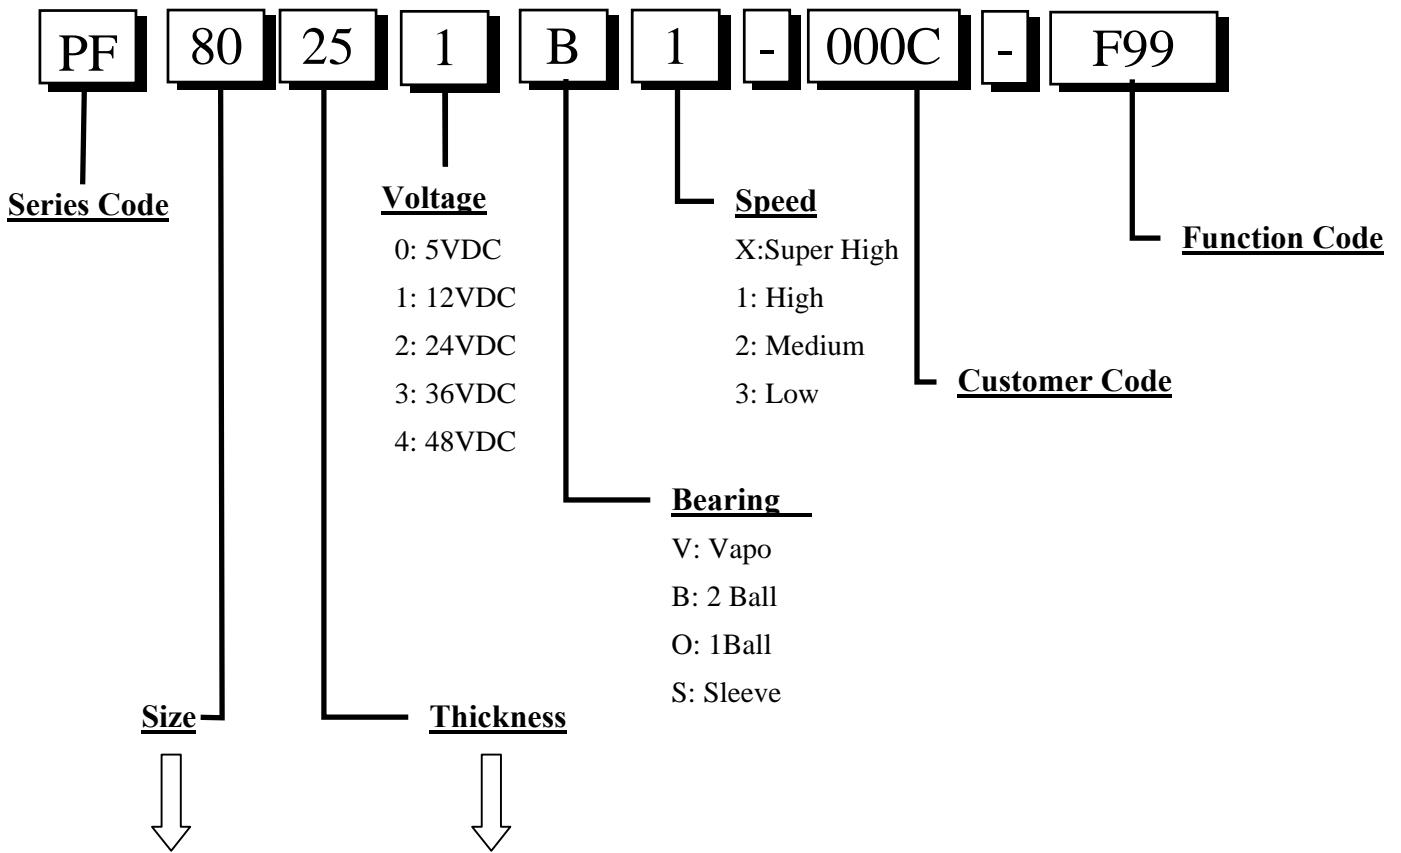 PF 80 25 1 B 1 - 000C - F99
Series Code
Voltage
0: 5VDC
1: 12VDC
2: 24VDC
3: 36VDC
4: 48VDC
Speed
X:Super High
1: High
2: Medium
3: Low
Function Code
Customer Code
Bearing
V: Vapo
B: 2 Ball
O: 1Ball
S: Sleeve
Size
Thickness